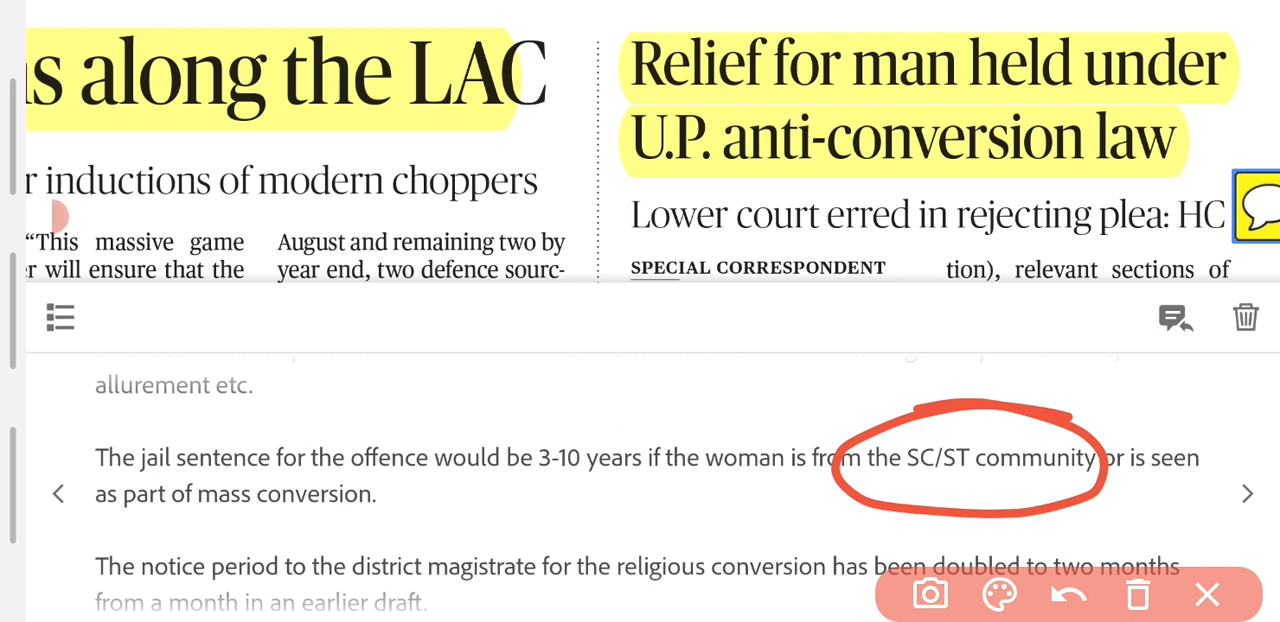 s along the LAC
r inductions of modern choppers
“This massive game
r will ensure that the
August and remaining two by
year end, two defence sourc-
Relief for man held under
U.P. anti-conversion law
Lower court erred in rejecting plea: HC
SPECIAL CORRESPONDENT
tion), relevant sections of
allurement etc.
The jail sentence for the offence would be 3-10 years if the woman is from the SC/ST community or is seen
as part of mass conversion.
The notice period to the district magistrate for the religious conversion has been doubled to two months
from a month in an earlier draft.